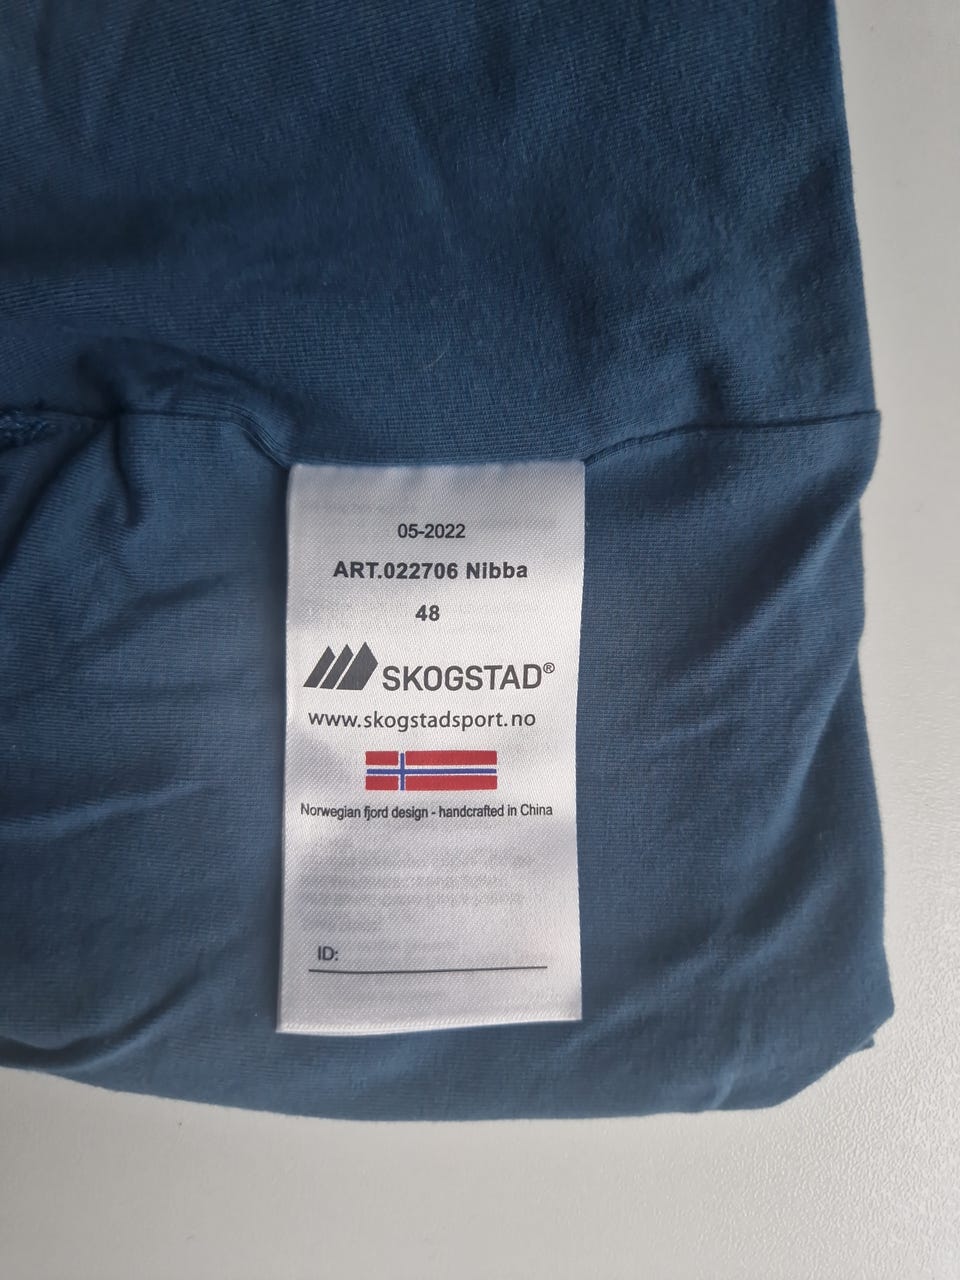 05-2022
ART.022706 Nibba
48
SKOGSTAD®
www.skogstadsport.no
Norwegian fjord design - handcrafted in China
ID: